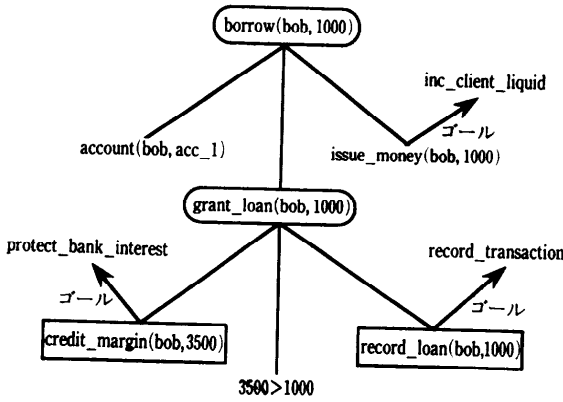 borrow(bob, 1000)
inc_client_liquid
ゴール
account(bob, acc_1)
issue_money(bob, 1000)
grant_loan(bob, 1000)
protect_bank_interest
record_transaction
ゴール
ゴール
credit_margin(bob,3500)
record_loan(bob,1000)
3500>1000